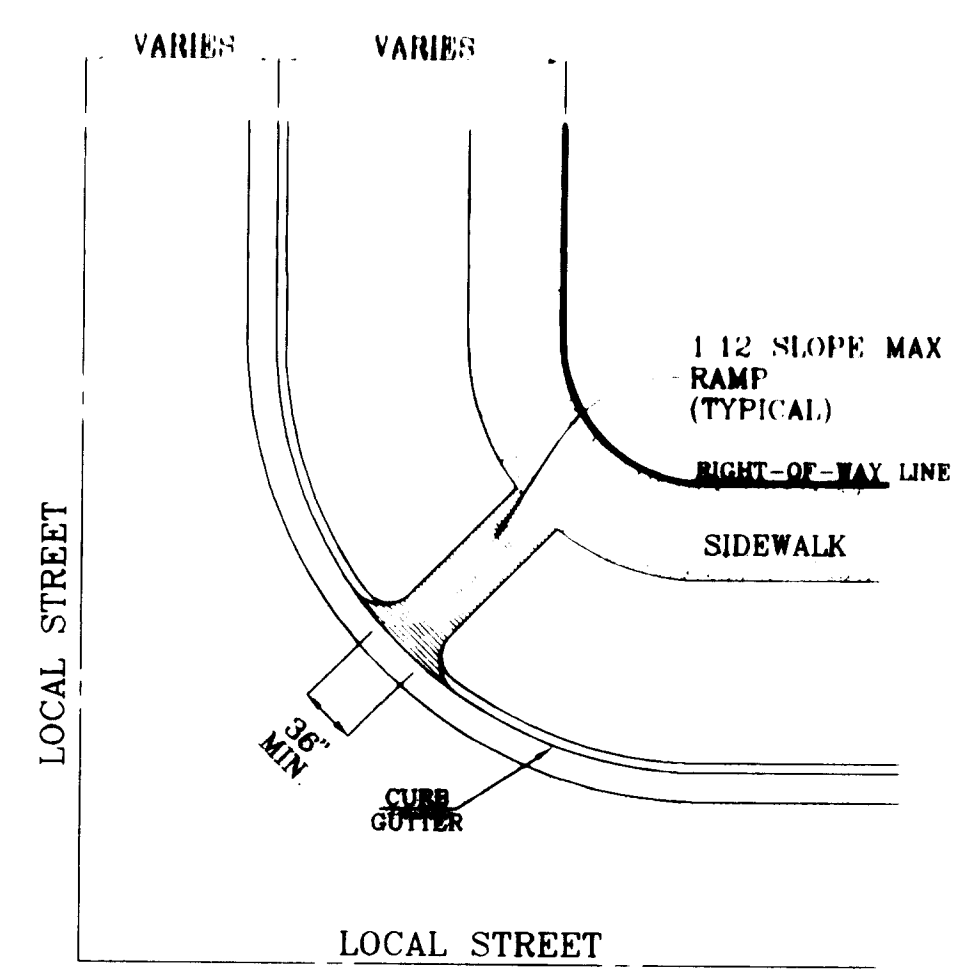 VARIES VARIES
1 12 SLOPE MAX
RAMP
(TYPICAL)
RIGHT-OF-WAY LINE
SIDEWALK
LOCAL STREET
36"
MIN
CURB
GUTTER
LOCAL STREET